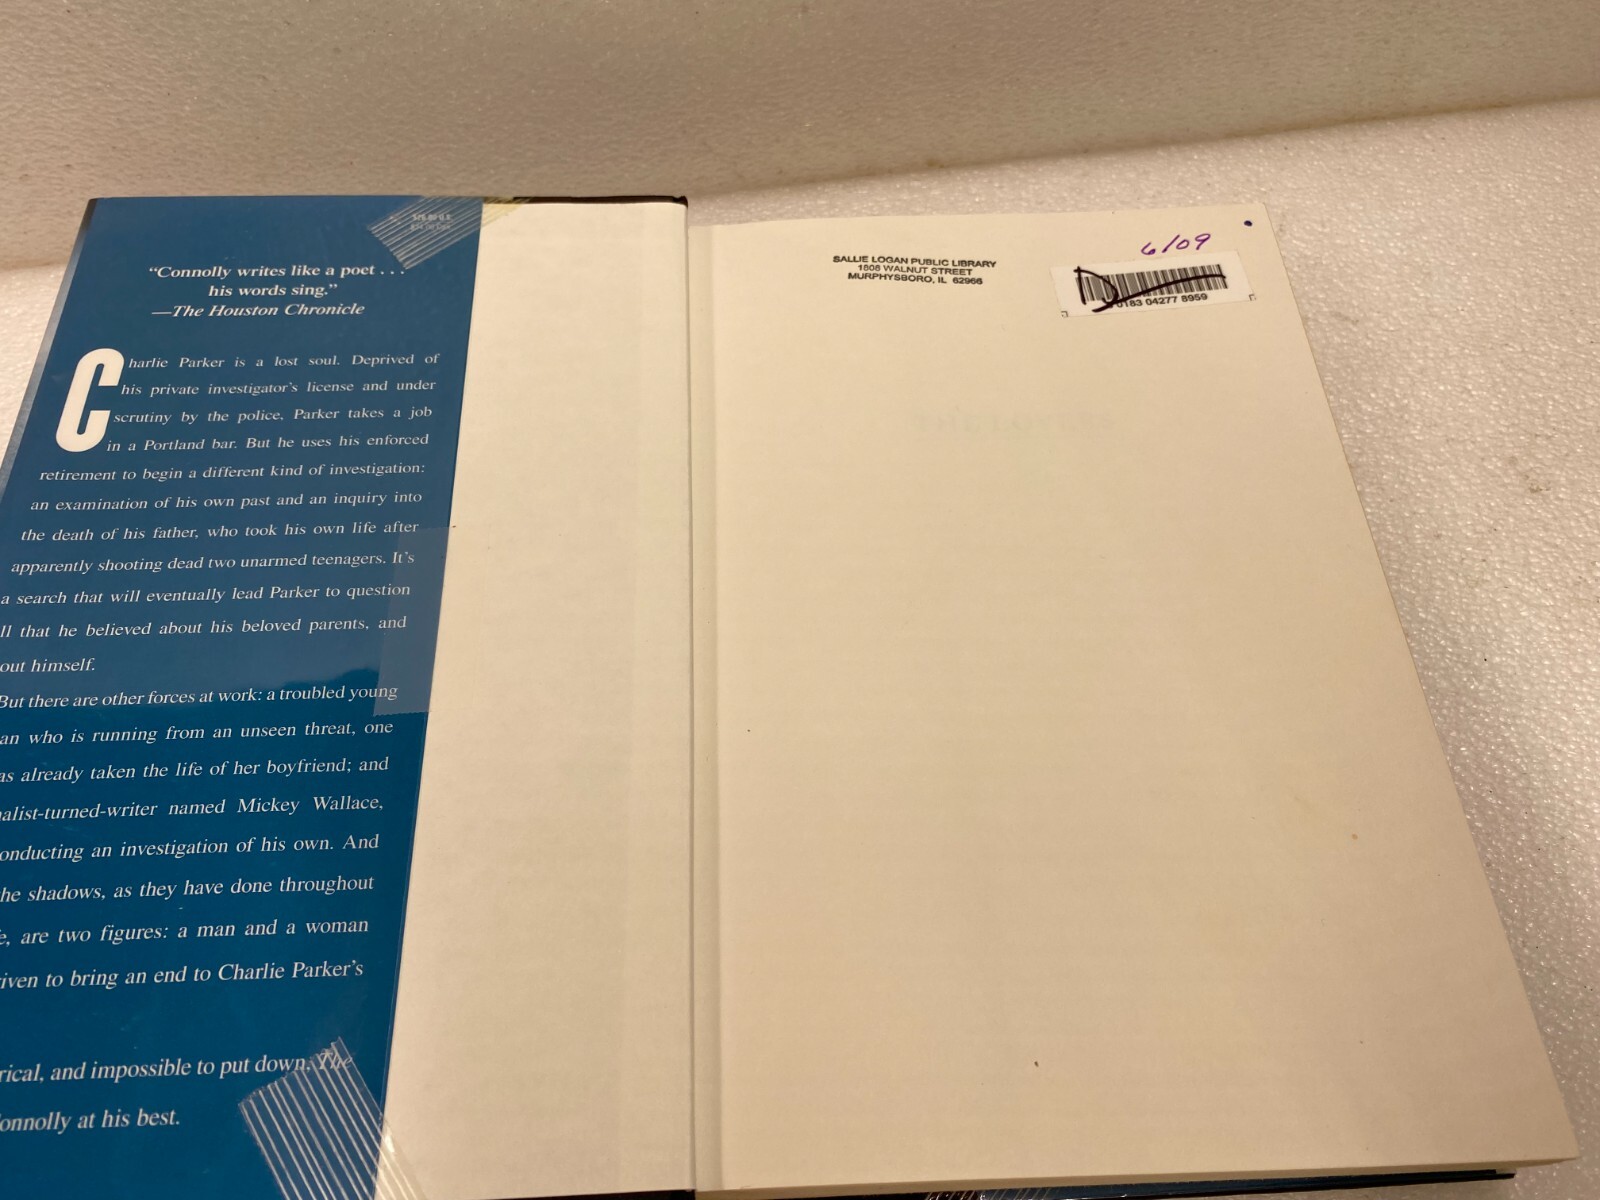 “Connolly writes like a poet . . .
his words sing.”
—The Houston Chronicle
Charlie Parker is a lost soul. Deprived of
his private investigator’s license and under
scrutiny by the police, Parker takes a job
in a Portland bar. But he uses his enforced
retirement to begin a different kind of investigation:
an examination of his own past and an inquiry into
the death of his father, who took his own life after
apparently shooting dead two unarmed teenagers. It’s
a search that will eventually lead Parker to question
ll that he believed about his beloved parents, and
out himself.
But there are other forces at work: a troubled young
an who is running from an unseen threat, one
as already taken the life of her boyfriend; and
nalist-turned-writer named Mickey Wallace,
onducting an investigation of his own. And
he shadows, as they have done throughout
e, are two figures: a man and a woman
riven to bring an end to Charlie Parker’s
rical, and impossible to put down, The
onnolly at his best.
SALLIE LOGAN PUBLIC LIBRARY
1808 WALNUT STREET
MURPHYSBORO, IL 62966
6/09
D
0183 04277 8959
THE LOVERS